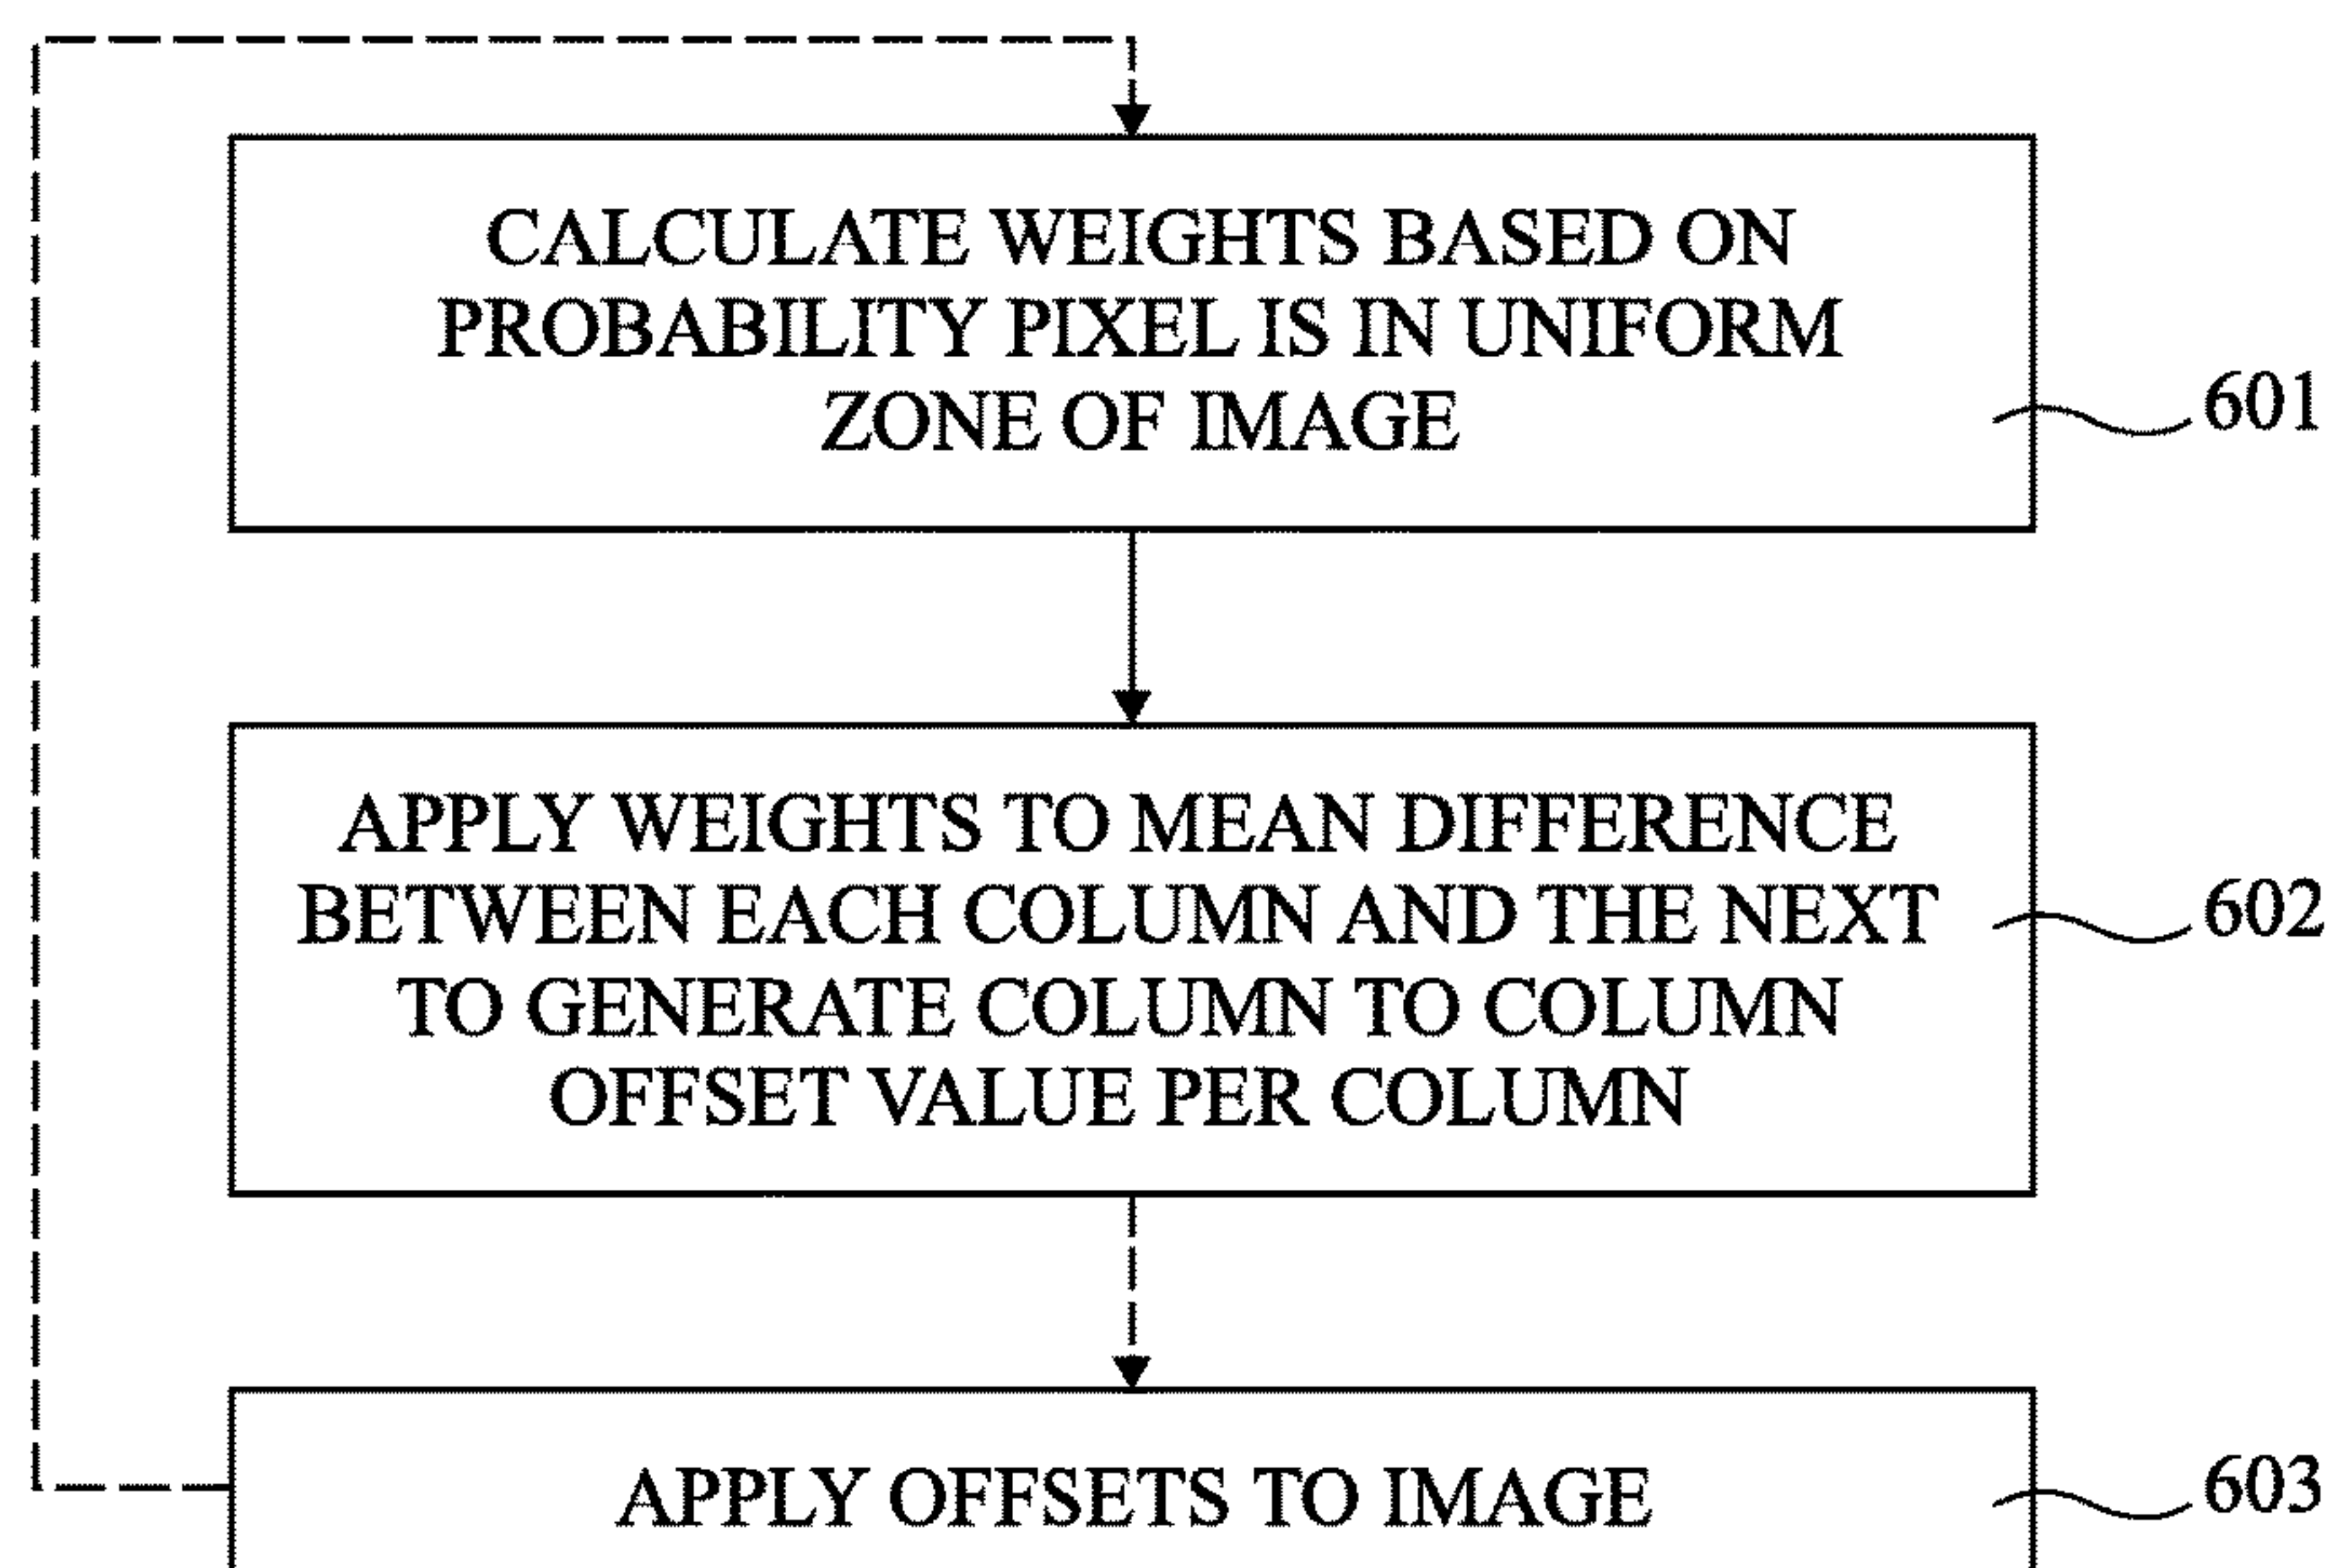 CALCULATE WEIGHTS BASED ON
PROBABILITY PIXEL IS IN UNIFORM
ZONE OF IMAGE
601
APPLY WEIGHTS TO MEAN DIFFERENCE
BETWEEN EACH COLUMN AND THE NEXT
TO GENERATE COLUMN TO COLUMN
OFFSET VALUE PER COLUMN
602
APPLY OFFSETS TO IMAGE
603